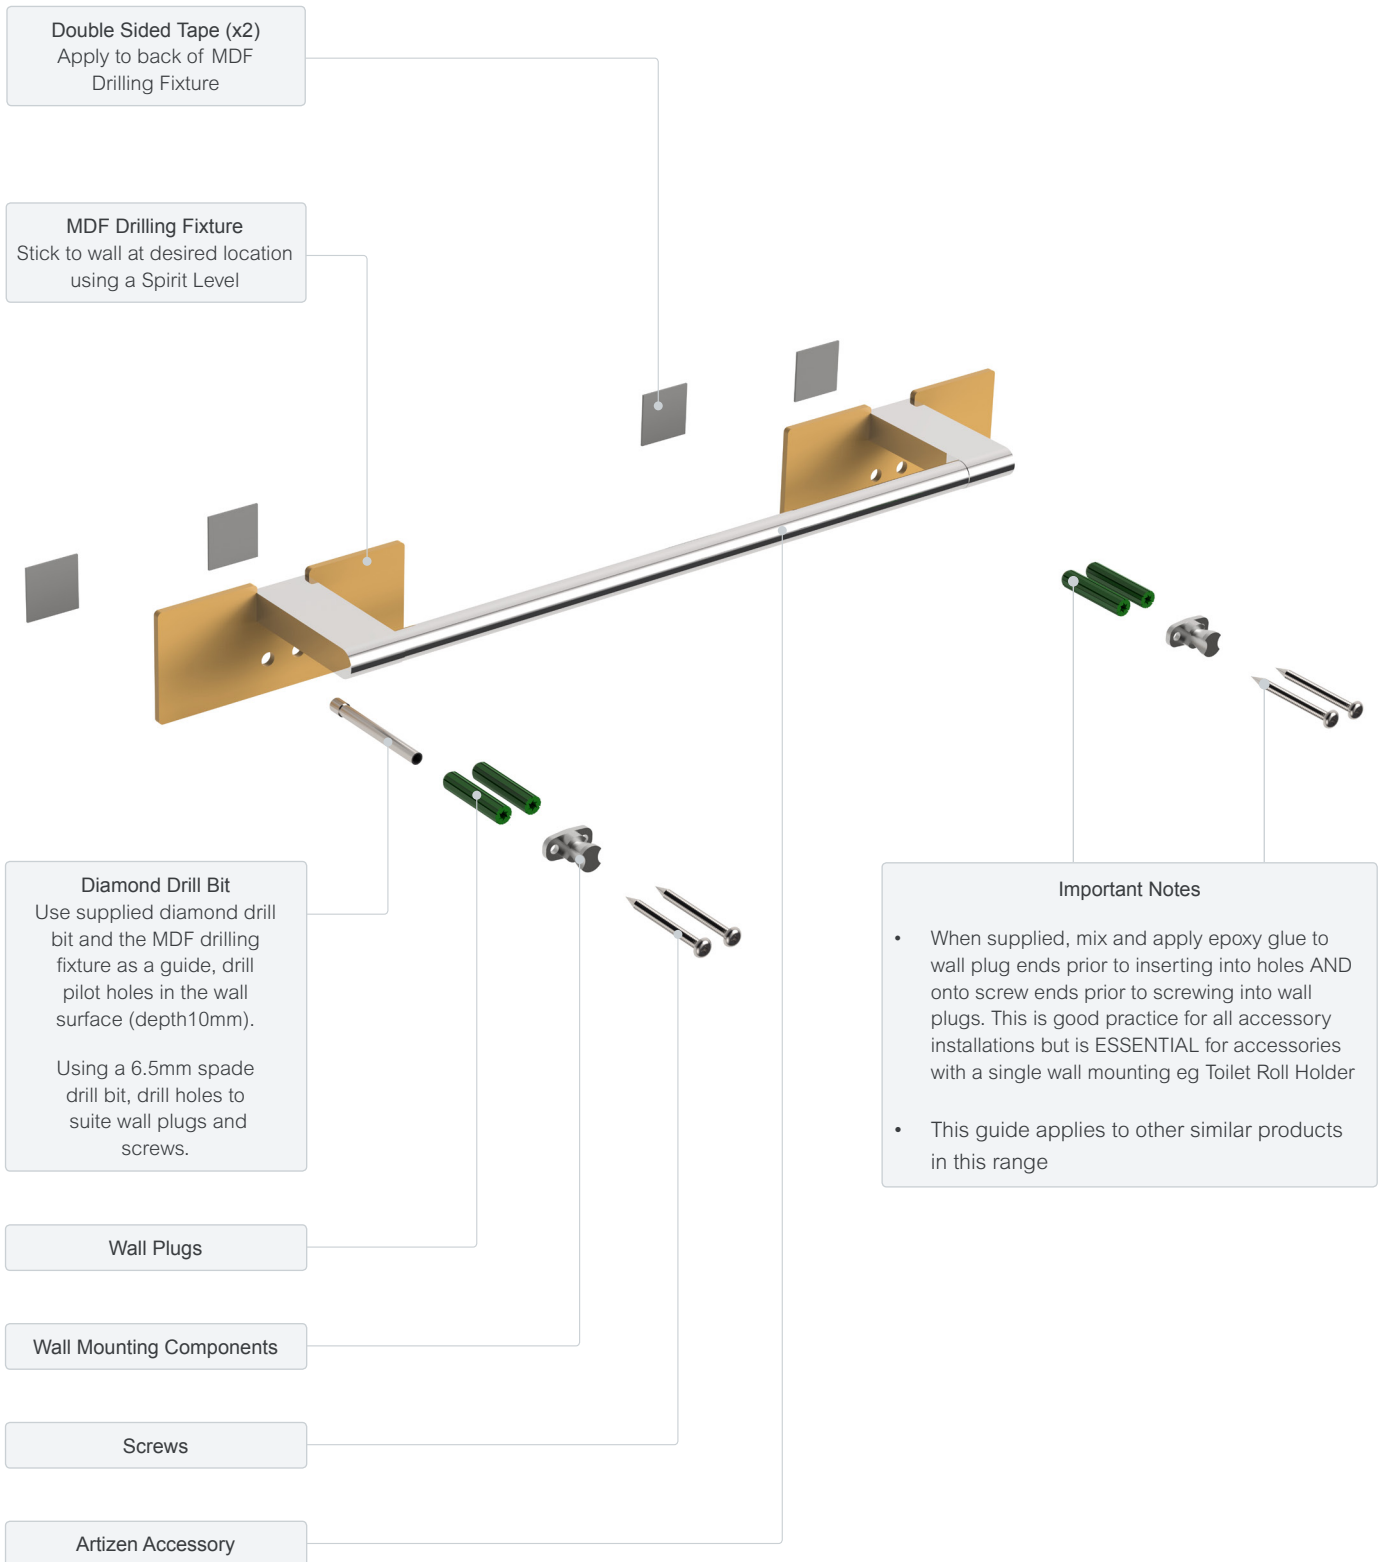 Double Sided Tape (x2)
Apply to back of MDF
Drilling Fixture
MDF Drilling Fixture
Stick to wall at desired location
using a Spirit Level
Diamond Drill Bit
Use supplied diamond drill
bit and the MDF drilling
fixture as a guide, drill
pilot holes in the wall
surface (depth10mm).
Using a 6.5mm spade
drill bit, drill holes to
suite wall plugs and
screws.
Wall Plugs
Wall Mounting Components
Screws
Artizen Accessory
Important Notes
• When supplied, mix and apply epoxy glue to
wall plug ends prior to inserting into holes AND
onto screw ends prior to screwing into wall
plugs. This is good practice for all accessory
installations but is ESSENTIAL for accessories
with a single wall mounting eg Toilet Roll Holder
• This guide applies to other similar products
in this range